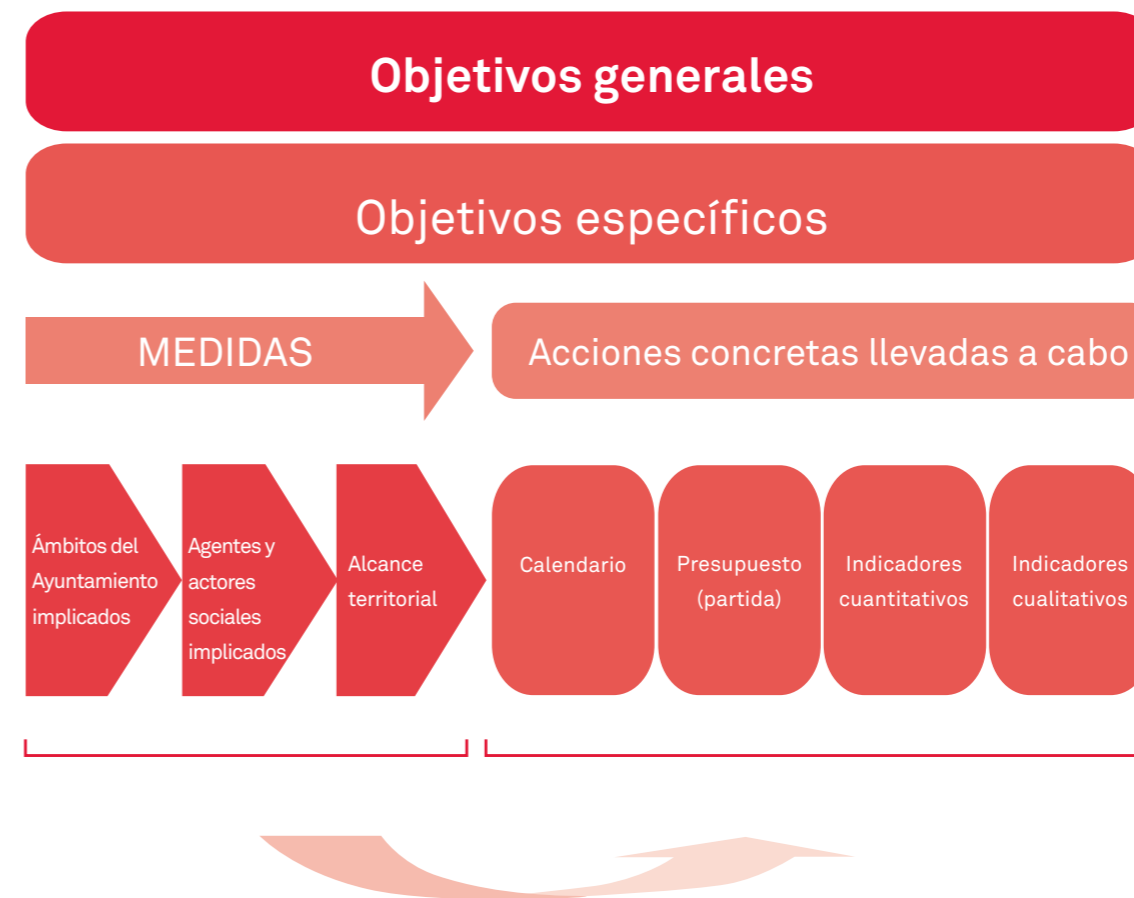 Objetivos generales
Objetivos específicos
MEDIDAS
Acciones concretas llevadas a cabo
Ámbitos del
Ayuntamiento
implicados
Agentes y
actores
sociales
implicados
Alcance
territorial
Calendario
Presupuesto
(partida)
Indicadores
cuantitativos
Indicadores
cualitativos